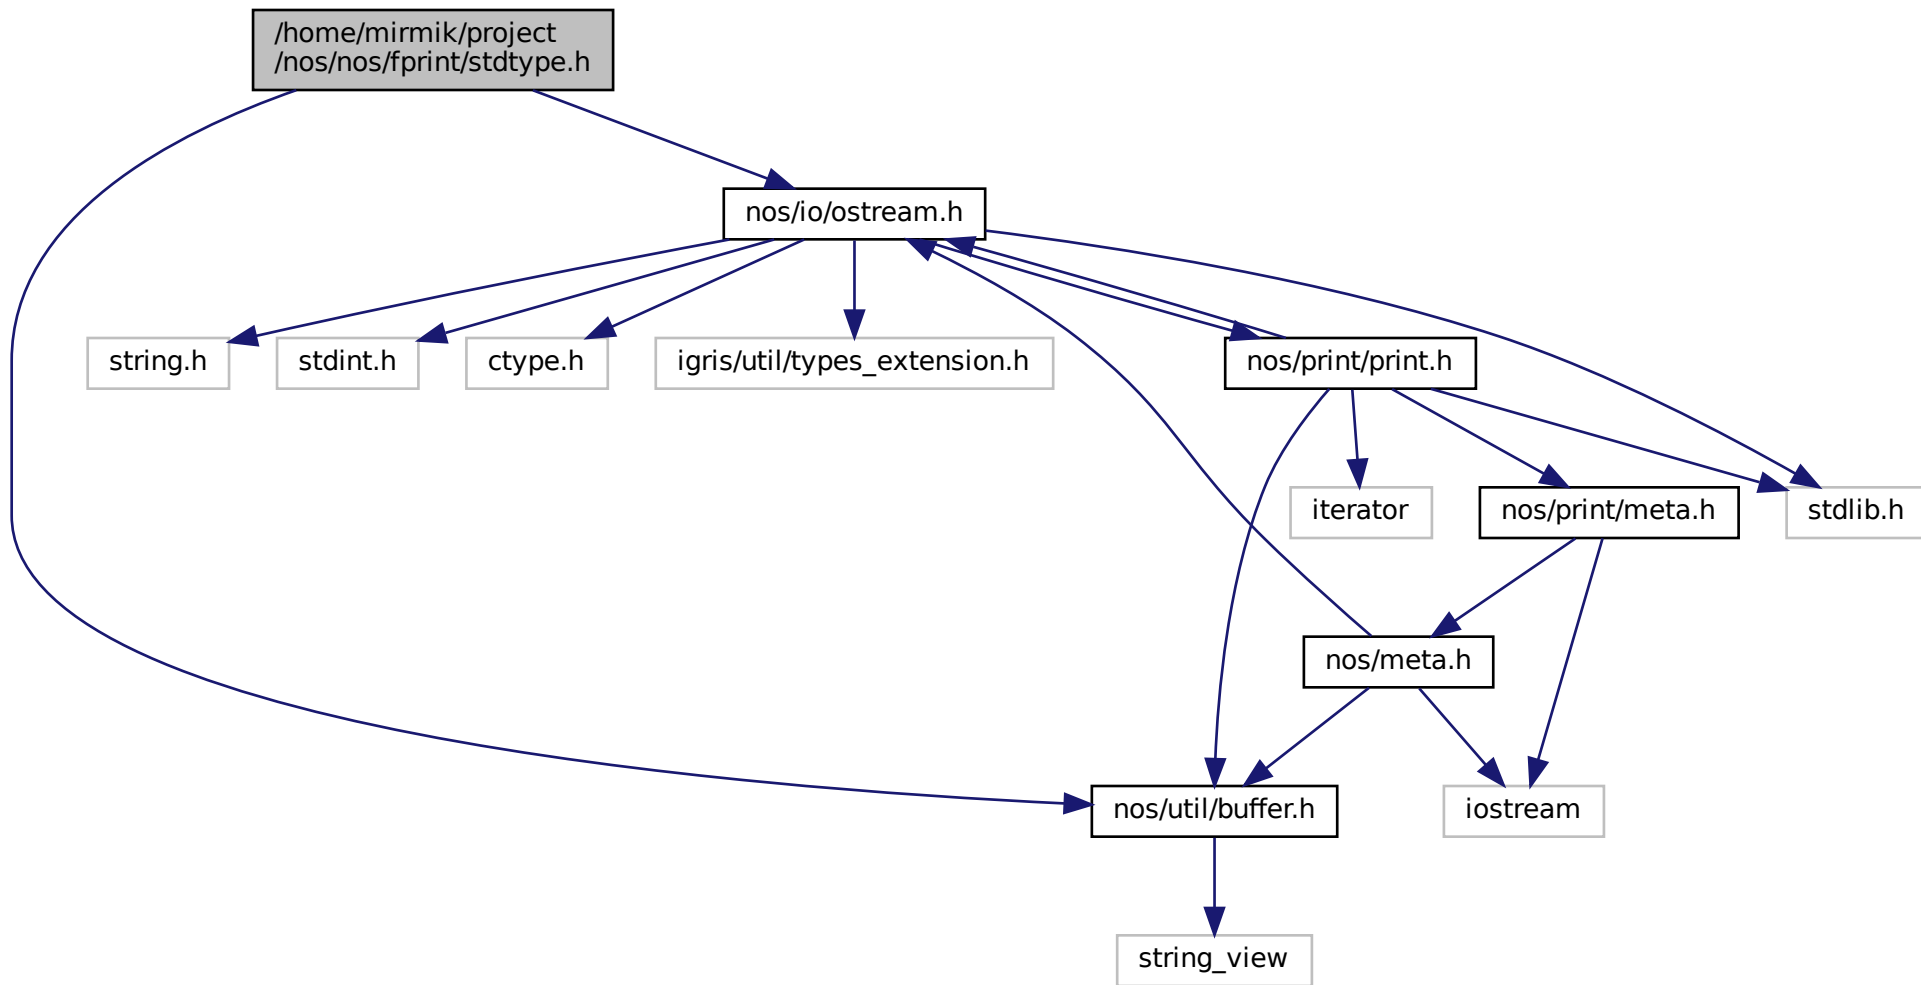 /home/mirmik/project
/nos/nos/fprint/stdtype.h
nos/io/ostream.h
string.h
stdint.h
ctype.h
igris/util/types_extension.h
nos/print/print.h
iterator
nos/print/meta.h
stdlib.h
nos/meta.h
nos/util/buffer.h
iostream
string_view